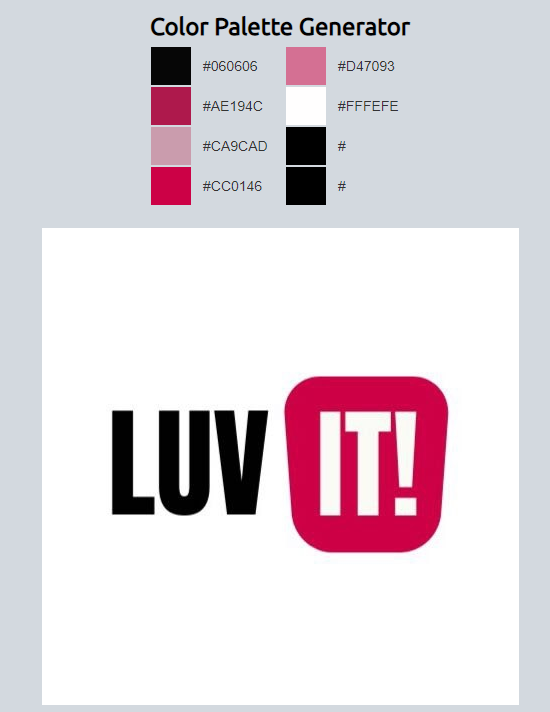 Color Palette Generator
#060606 #D47093
#AE194C #FFFEFE
#CA9CAD #
#CC0146 #
LUV IT!